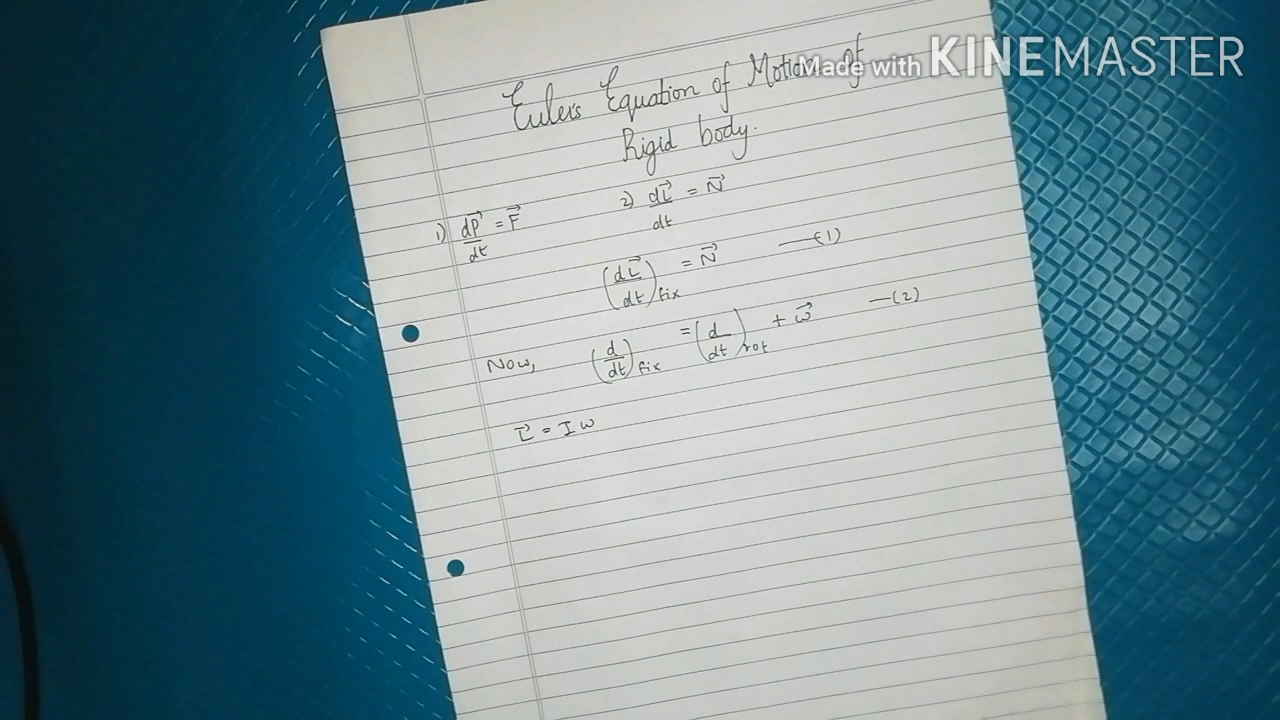 Made with KINEMASTER
Eulers Equation of Motion of
Rigid body.
1) dP⃗/dt = F⃗ 2) dL⃗/dt = N⃗
(dL⃗/dt)fix = N⃗ —(1)
Now, (d/dt)fix = (d/dt)rot + ω⃗ —(2)
L⃗ = I ω